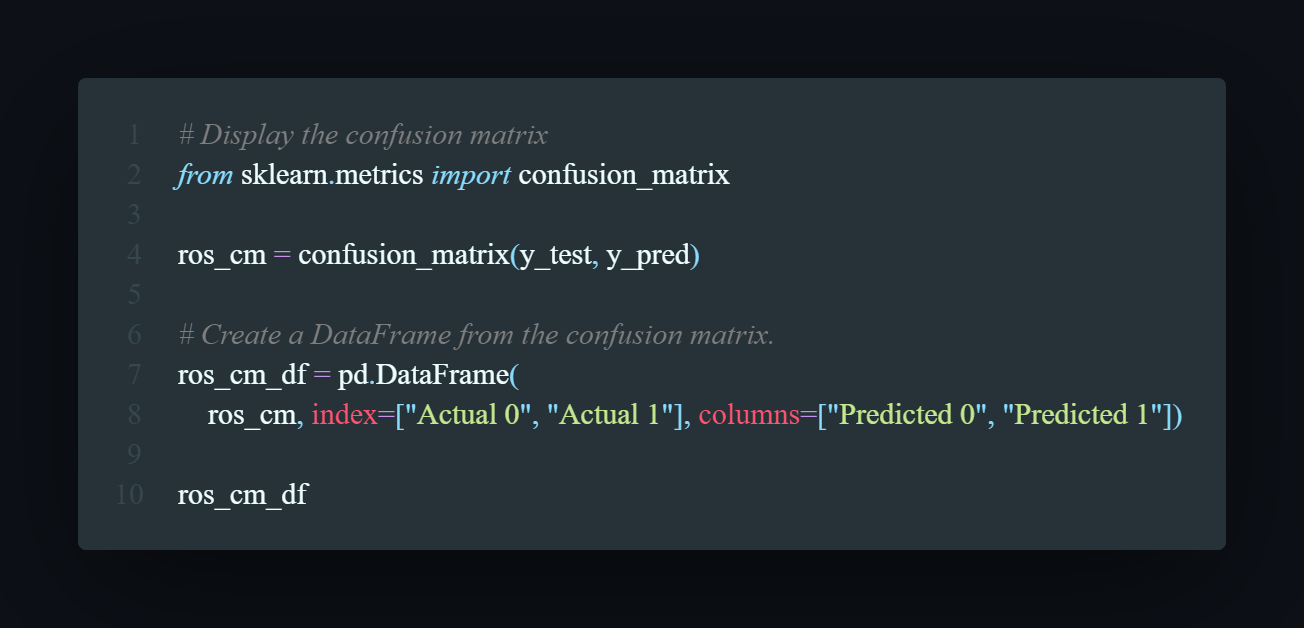 1 # Display the confusion matrix
2 from sklearn.metrics import confusion_matrix
3
4 ros_cm = confusion_matrix(y_test, y_pred)
5
6 # Create a DataFrame from the confusion matrix.
7 ros_cm_df = pd.DataFrame(
8     ros_cm, index=["Actual 0", "Actual 1"], columns=["Predicted 0", "Predicted 1"])
9
10 ros_cm_df